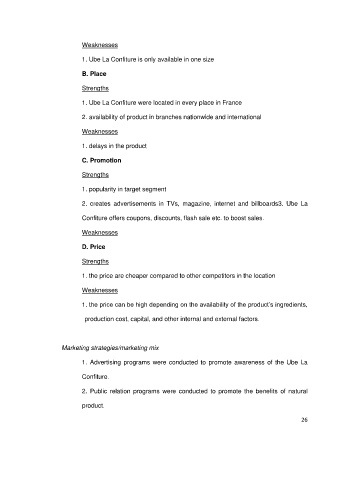 Weaknesses
1. Ube La Confiture is only available in one size
B. Place
Strengths
1. Ube La Confiture were located in every place in France
2. availability of product in branches nationwide and international
Weaknesses
1. delays in the product
C. Promotion
Strengths
1. popularity in target segment
2. creates advertisements in TVs, magazine, internet and billboards3. Ube La
Confiture offers coupons, discounts, flash sale etc. to boost sales.
Weaknesses
D. Price
Strengths
1. the price are cheaper compared to other competitors in the location
Weaknesses
1. the price can be high depending on the availability of the product's ingredients,
production cost, capital, and other internal and external factors.
Marketing strategies/marketing mix
1. Advertising programs were conducted to promote awareness of the Ube La
Confiture.
2. Public relation programs were conducted to promote the benefits of natural
product.
26